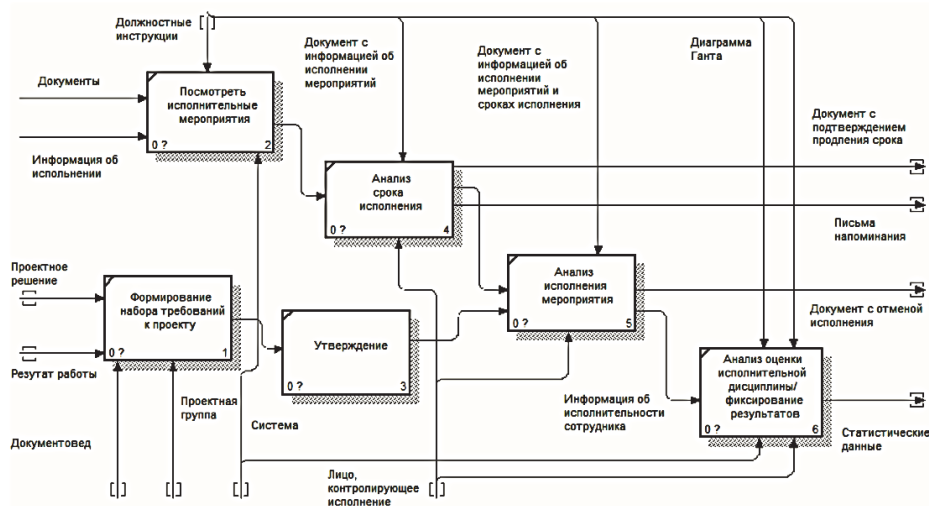 Должностные
инструкции
Документ с
информацией об
исполнении
мероприятий
Документ с
информацией об
исполнении
мероприятий и
сроках исполнения
Диаграмма
Ганта
Документы
Посмотреть
исполнительные
мероприятия
0 ?
2
Информация об
испольнении
Документ с
подтверждением
продления срока
Анализ
срока
исполнения
0 ?
4
Письма
напоминания
Проектное
решение
Формирование
набора требований
к проекту
0 ?
1
Резутат работы
Утверждение
0 ?
3
Анализ
исполнения
мероприятия
0 ?
5
Документ с отменой
исполнения
Анализ оценки
исполнительной
дисциплины/
фиксирование
результатов
0 ?
6
Проектная
группа
Система
Информация об
исполнительности
сотрудника
Статистические
данные
Документовед
Лицо,
контролирующее
исполнение